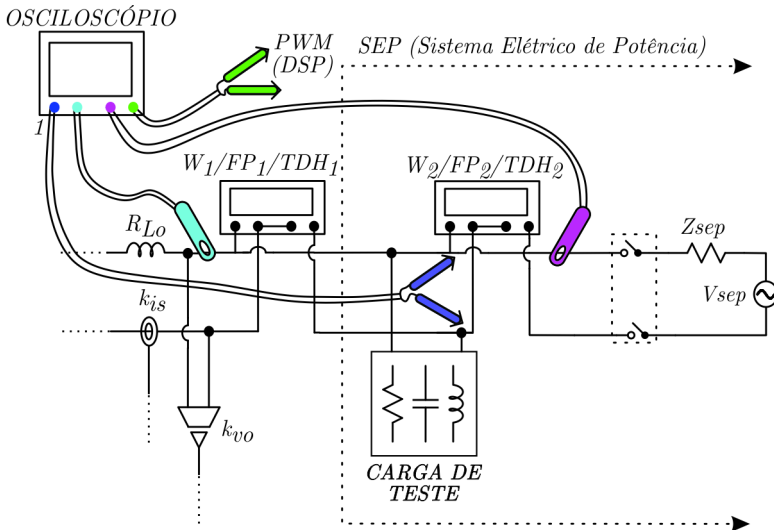 OSCILOSCÓPIO
PWM
(DSP)
SEP (Sistema Elétrico de Potência)
1
W1/FP1/TDH1
W2/FP2/TDH2
RLo
Zsep
Vsep
kis
kvo
CARGA DE
TESTE